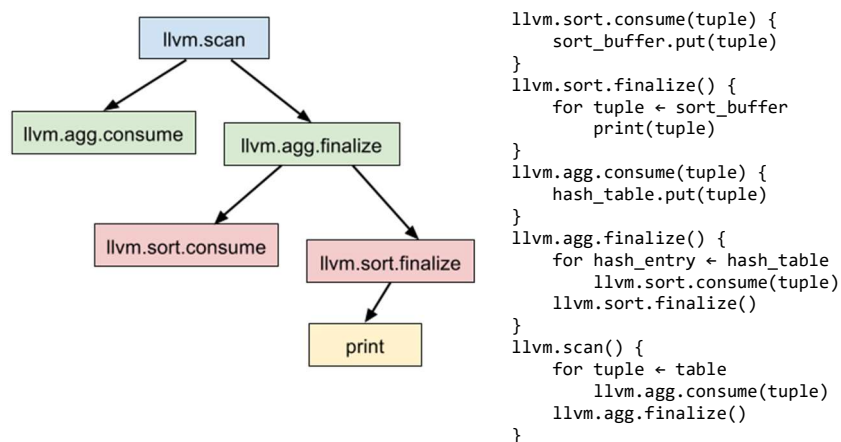 llvm.scan
llvm.agg.consume
llvm.agg.finalize
llvm.sort.consume
llvm.sort.finalize
print
llvm.sort.consume(tuple) {
    sort_buffer.put(tuple)
}
llvm.sort.finalize() {
    for tuple ← sort_buffer
        print(tuple)
}
llvm.agg.consume(tuple) {
    hash_table.put(tuple)
}
llvm.agg.finalize() {
    for hash_entry ← hash_table
        llvm.sort.consume(tuple)
    llvm.sort.finalize()
}
llvm.scan() {
    for tuple ← table
        llvm.agg.consume(tuple)
    llvm.agg.finalize()
}